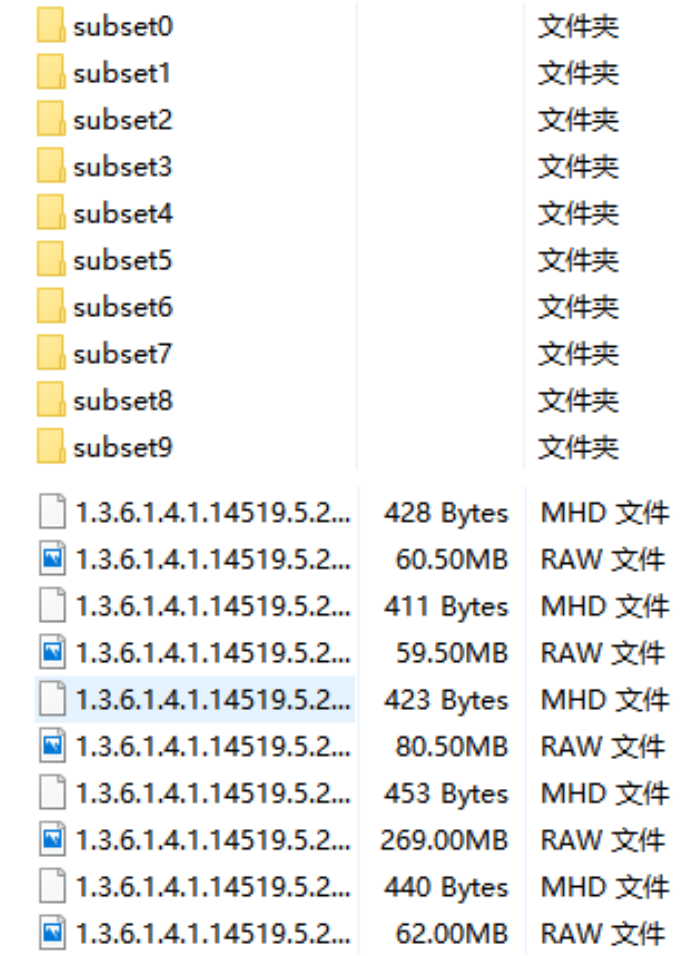 subset0 文件夹
subset1 文件夹
subset2 文件夹
subset3 文件夹
subset4 文件夹
subset5 文件夹
subset6 文件夹
subset7 文件夹
subset8 文件夹
subset9 文件夹
1.3.6.1.4.1.14519.5.2... 428 Bytes MHD 文件
1.3.6.1.4.1.14519.5.2... 60.50MB RAW 文件
1.3.6.1.4.1.14519.5.2... 411 Bytes MHD 文件
1.3.6.1.4.1.14519.5.2... 59.50MB RAW 文件
1.3.6.1.4.1.14519.5.2... 423 Bytes MHD 文件
1.3.6.1.4.1.14519.5.2... 80.50MB RAW 文件
1.3.6.1.4.1.14519.5.2... 453 Bytes MHD 文件
1.3.6.1.4.1.14519.5.2... 269.00MB RAW 文件
1.3.6.1.4.1.14519.5.2... 440 Bytes MHD 文件
1.3.6.1.4.1.14519.5.2... 62.00MB RAW 文件